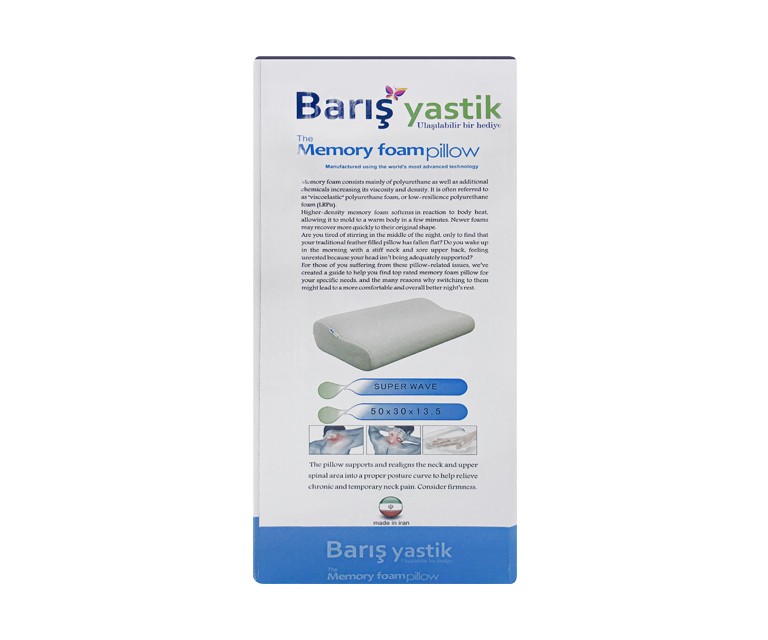 Barış yastik
Ulaşılabilir bir hediye
The
Memory foam pillow
Manufactured using the world's most advanced technology
Memory foam consists mainly of polyurethane as well as additional
chemicals increasing its viscosity and density. It is often referred to
as "viscoelastic" polyurethane foam, or low-resilience polyurethane
foam (LRPu).
Higher-density memory foam softens in reaction to body heat,
allowing it to mold to a warm body in a few minutes. Newer foams
may recover more quickly to their original shape.
Are you tired of stirring in the middle of the night, only to find that
your traditional feather filled pillow has fallen flat? Do you wake up
in the morning with a stiff neck and sore upper back, feeling
unrested because your head isn't being adequately supported?
For those of you suffering from these pillow-related issues, we've
created a guide to help you find top rated memory foam pillow for
your specific needs, and the many reasons why switching to them
might lead to a more comfortable and overall better night's rest.
SUPER WAVE
50x30x13.5
The pillow supports and realigns the neck and upper
spinal area into a proper posture curve to help relieve
chronic and temporary neck pain. Consider firmness.
made in iran
Barış yastik
Ulaşılabilir bir hediye
The
Memory foam pillow